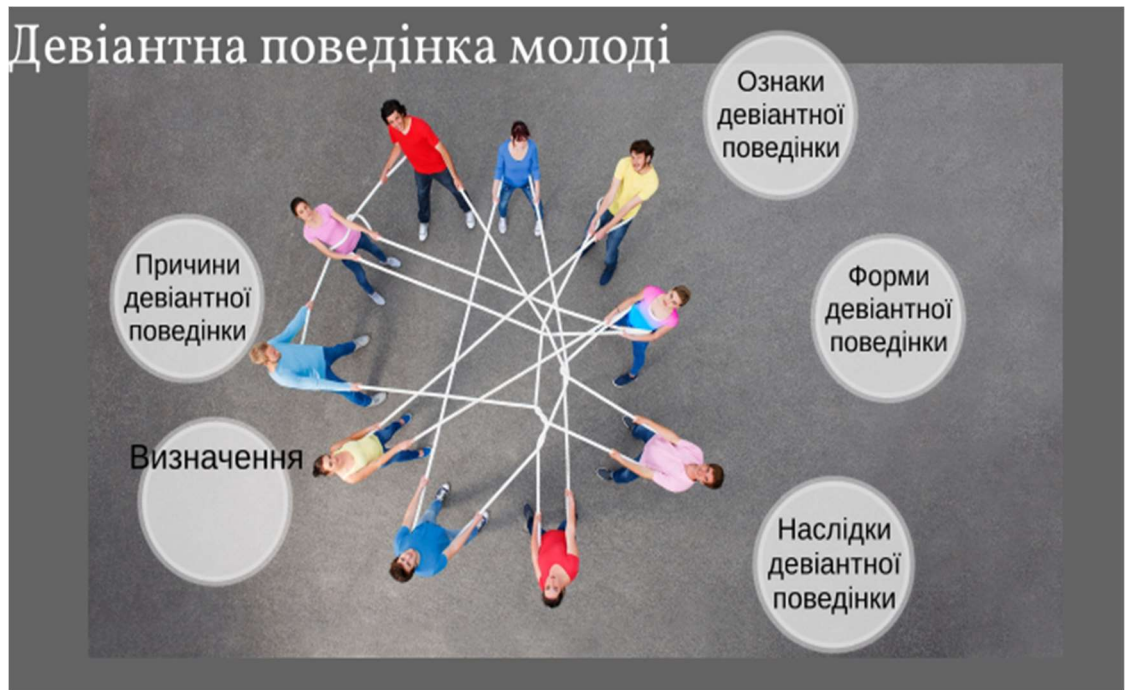 Девіантна поведінка молоді
Ознаки
девіантної
поведінки
Причини
девіантної
поведінки
Форми
девіантної
поведінки
Визначення
Наслідки
девіантної
поведінки